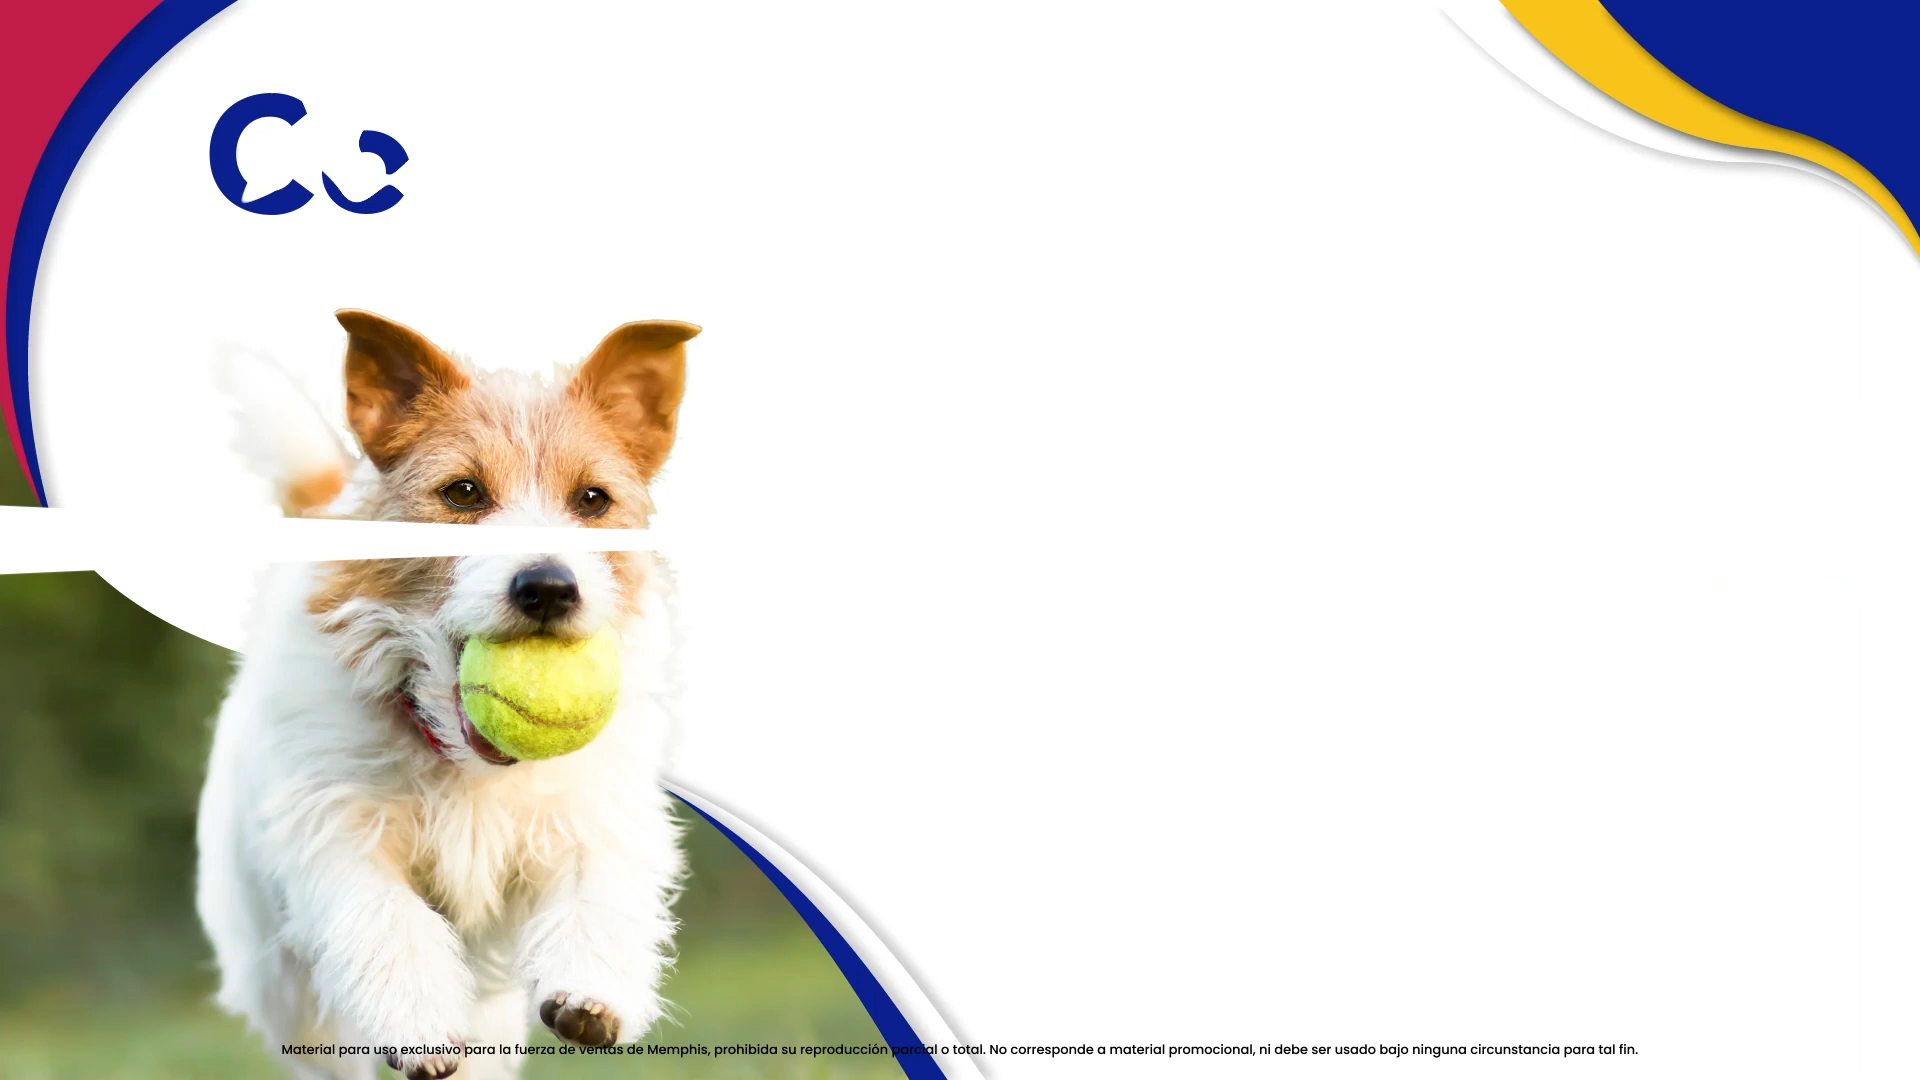 Material para uso exclusivo para la fuerza de ventas de Memphis, prohibida su reproducción parcial o total. No corresponde a material promocional, ni debe ser usado bajo ninguna circunstancia para tal fin.